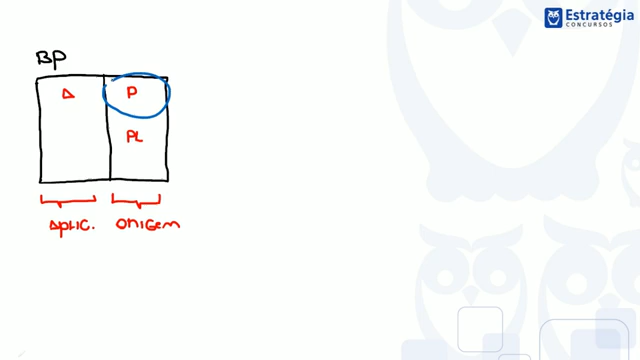 Estratégia
CONCURSOS
BP
A P
PL
APLIC. ORIGEM